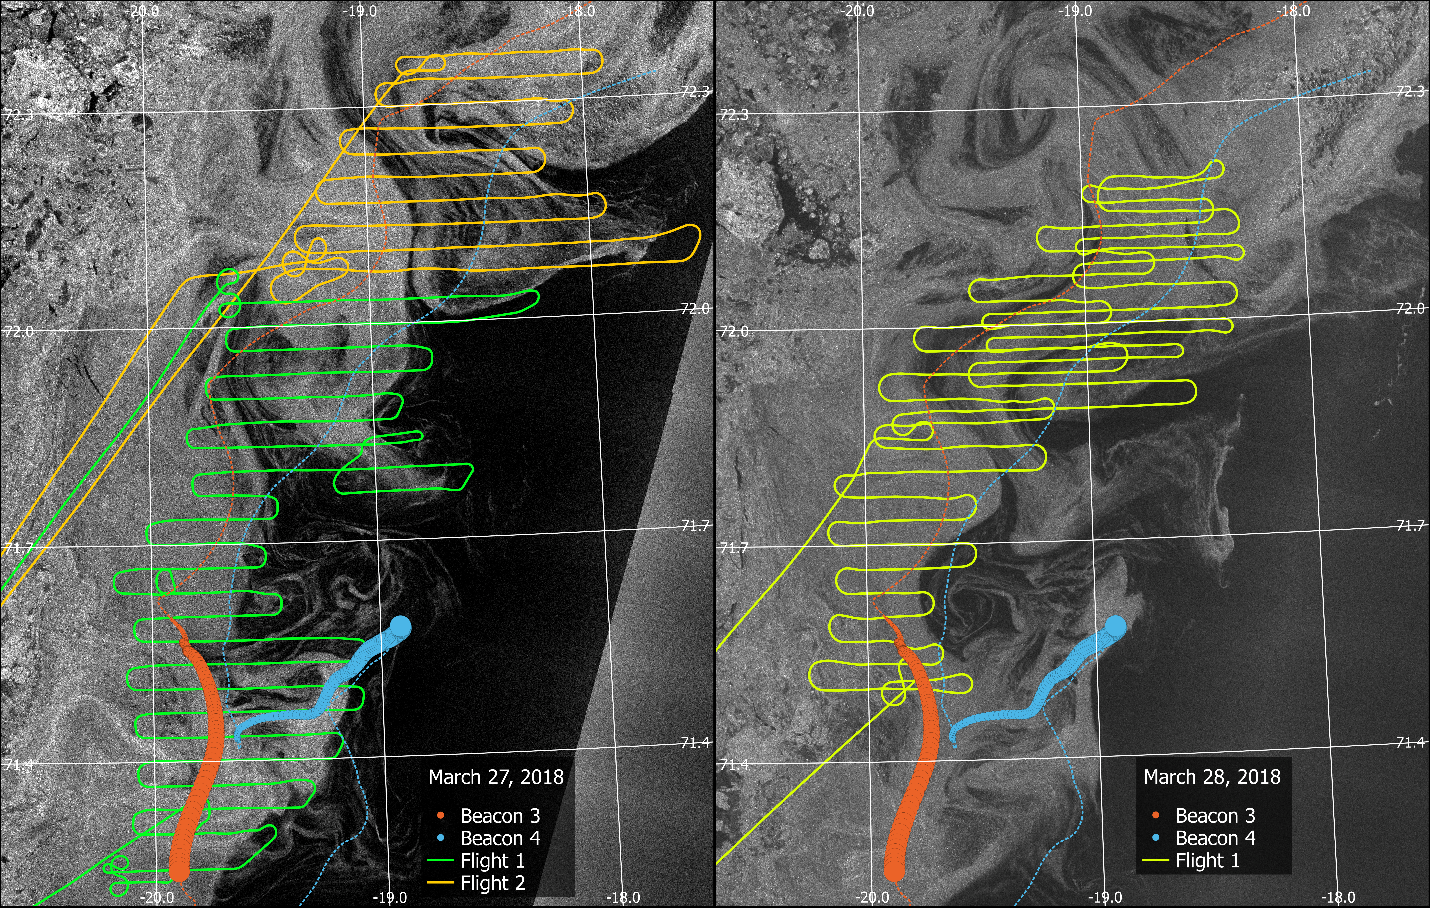 -20.0 -19.0 -18.0
72.3 72.3
72.0 72.0
71.7 71.7
71.4 71.4
March 27, 2018
Beacon 3
Beacon 4
Flight 1
Flight 2
-20.0 -19.0 -18.0
-20.0 -19.0 -18.0
72.3 72.3
72.0 72.0
71.7 71.7
71.4 71.4
March 28, 2018
Beacon 3
Beacon 4
Flight 1
-20.0 -19.0 -18.0